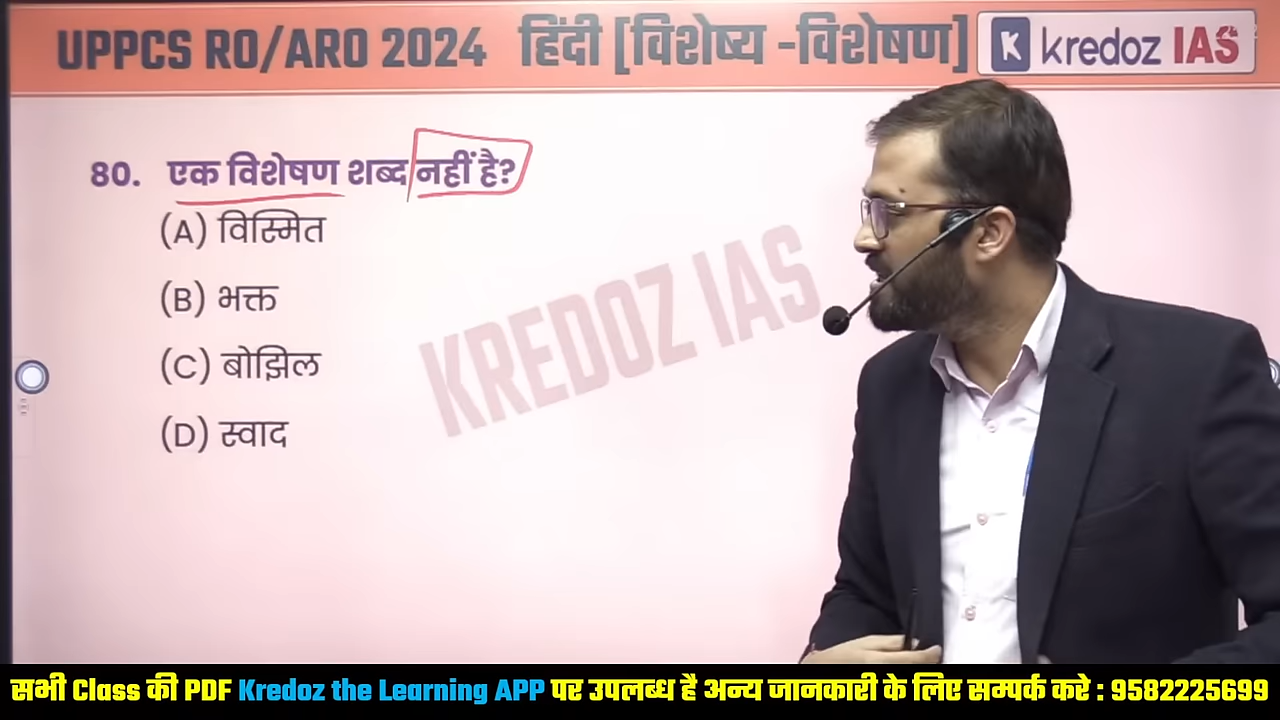 UPPCS RO/ARO 2024 हिंदी [विशेष्य -विशेषण]
K kredoz IAS
80. एक विशेषण शब्द नहीं है?
(A) विस्मित
(B) भक्त
(C) बोझिल
(D) स्वाद
KREDOZ IAS
सभी Class की PDF Kredoz the Learning APP पर उपलब्ध है अन्य जानकारी के लिए सम्पर्क करे : 9582225699